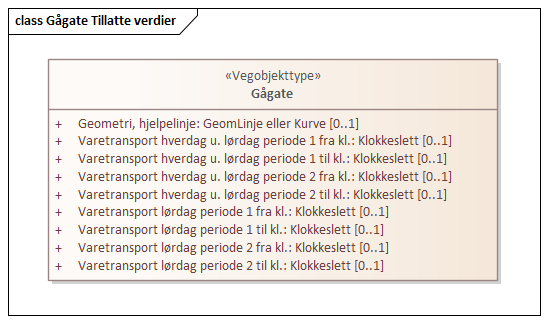 class Gågate Tillatte verdier
«Vegobjekttype»
Gågate
+ Geometri, hjelpelinje: GeomLinje eller Kurve [0..1]
+ Varetransport hverdag u. lørdag periode 1 fra kl.: Klokkeslett [0..1]
+ Varetransport hverdag u. lørdag periode 1 til kl.: Klokkeslett [0..1]
+ Varetransport hverdag u. lørdag periode 2 fra kl.: Klokkeslett [0..1]
+ Varetransport hverdag u. lørdag periode 2 til kl.: Klokkeslett [0..1]
+ Varetransport lørdag periode 1 fra kl.: Klokkeslett [0..1]
+ Varetransport lørdag periode 1 til kl.: Klokkeslett [0..1]
+ Varetransport lørdag periode 2 fra kl.: Klokkeslett [0..1]
+ Varetransport lørdag periode 2 til kl.: Klokkeslett [0..1]